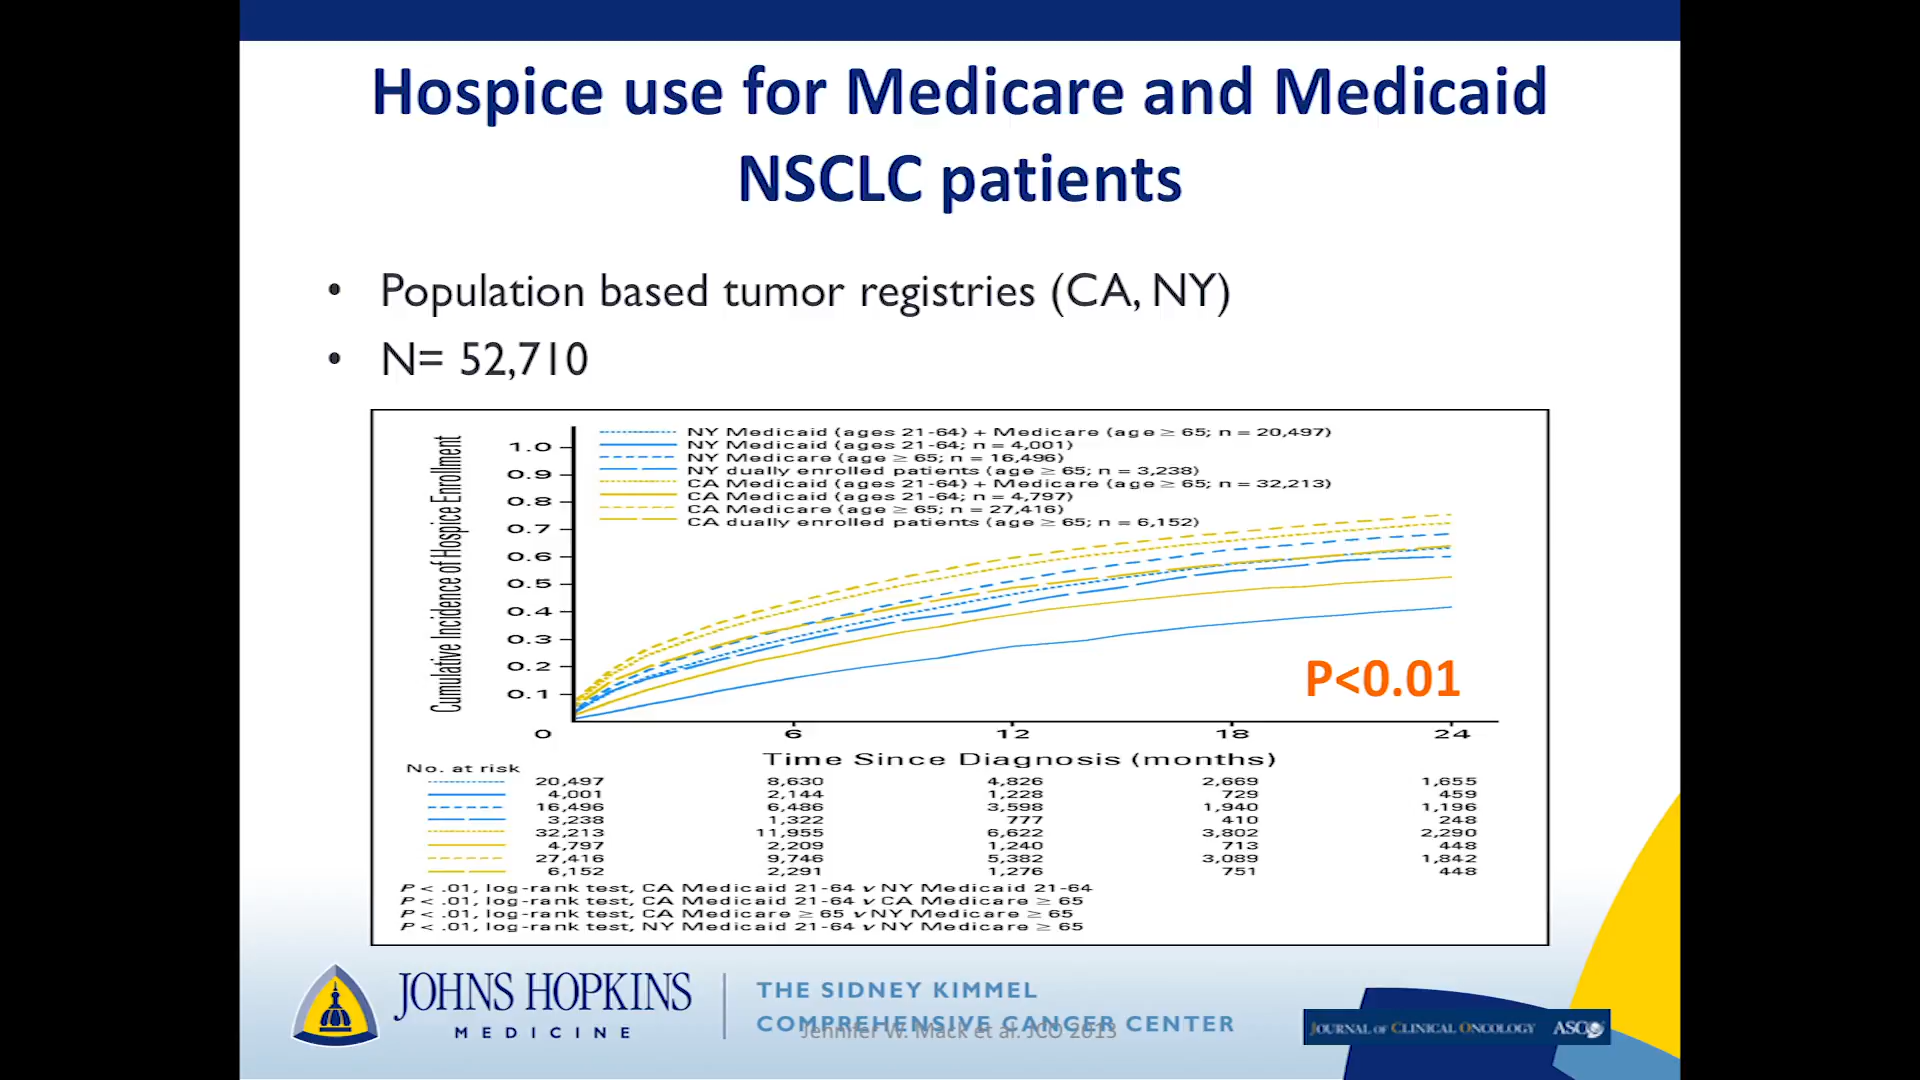 Hospice use for Medicare and Medicaid
NSCLC patients
• Population based tumor registries (CA, NY)
• N= 52,710
Cumulative Incidence of Hospice Enrollment
1.0
0.9
0.8
0.7
0.6
0.5
0.4
0.3
0.2
0.1
0
NY Medicaid (ages 21-64) + Medicare (age ≥ 65; n = 20,497)
NY Medicaid (ages 21-64; n = 4,001)
NY Medicare (age ≥ 65; n = 16,496)
NY dually enrolled patients (age ≥ 65; n = 3,238)
CA Medicaid (ages 21-64) + Medicare (age ≥ 65; n = 32,213)
CA Medicaid (ages 21-64; n = 4,797)
CA Medicare (age ≥ 65; n = 27,416)
CA dually enrolled patients (age ≥ 65; n = 6,152)
P<0.01
6 12 18 24
Time Since Diagnosis (months)
No. at risk
20,497 8,630 4,826 2,669 1,655
4,001 2,144 1,228 729 459
16,496 6,486 3,598 1,940 1,196
3,238 1,322 777 410 248
32,213 11,955 6,622 3,802 2,290
4,797 2,209 1,240 713 448
27,416 9,746 5,382 3,089 1,842
6,152 2,291 1,276 751 448
P < .01, log-rank test, CA Medicaid 21-64 v NY Medicaid 21-64
P < .01, log-rank test, CA Medicaid 21-64 v CA Medicare ≥ 65
P < .01, log-rank test, CA Medicare ≥ 65 v NY Medicare ≥ 65
P < .01, log-rank test, NY Medicaid 21-64 v NY Medicare ≥ 65
JOHNS HOPKINS
MEDICINE
THE SIDNEY KIMMEL
COMPREHENSIVE CANCER CENTER
Jennifer W. Mack et al. JCO 2013
JOURNAL OF CLINICAL ONCOLOGY ASCO